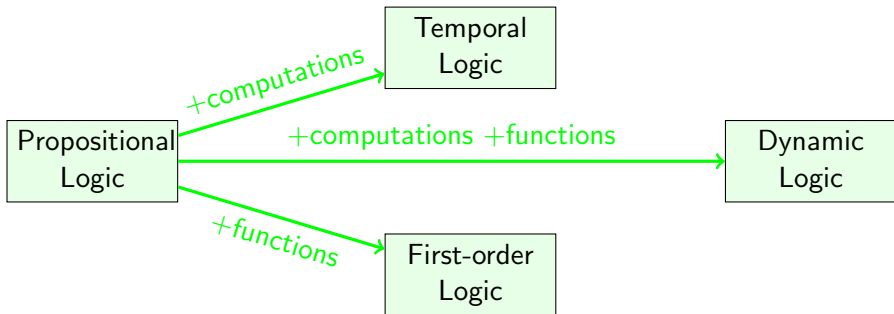 Temporal
Logic
+computations
Propositional
Logic
+computations +functions
Dynamic
Logic
+functions
First-order
Logic